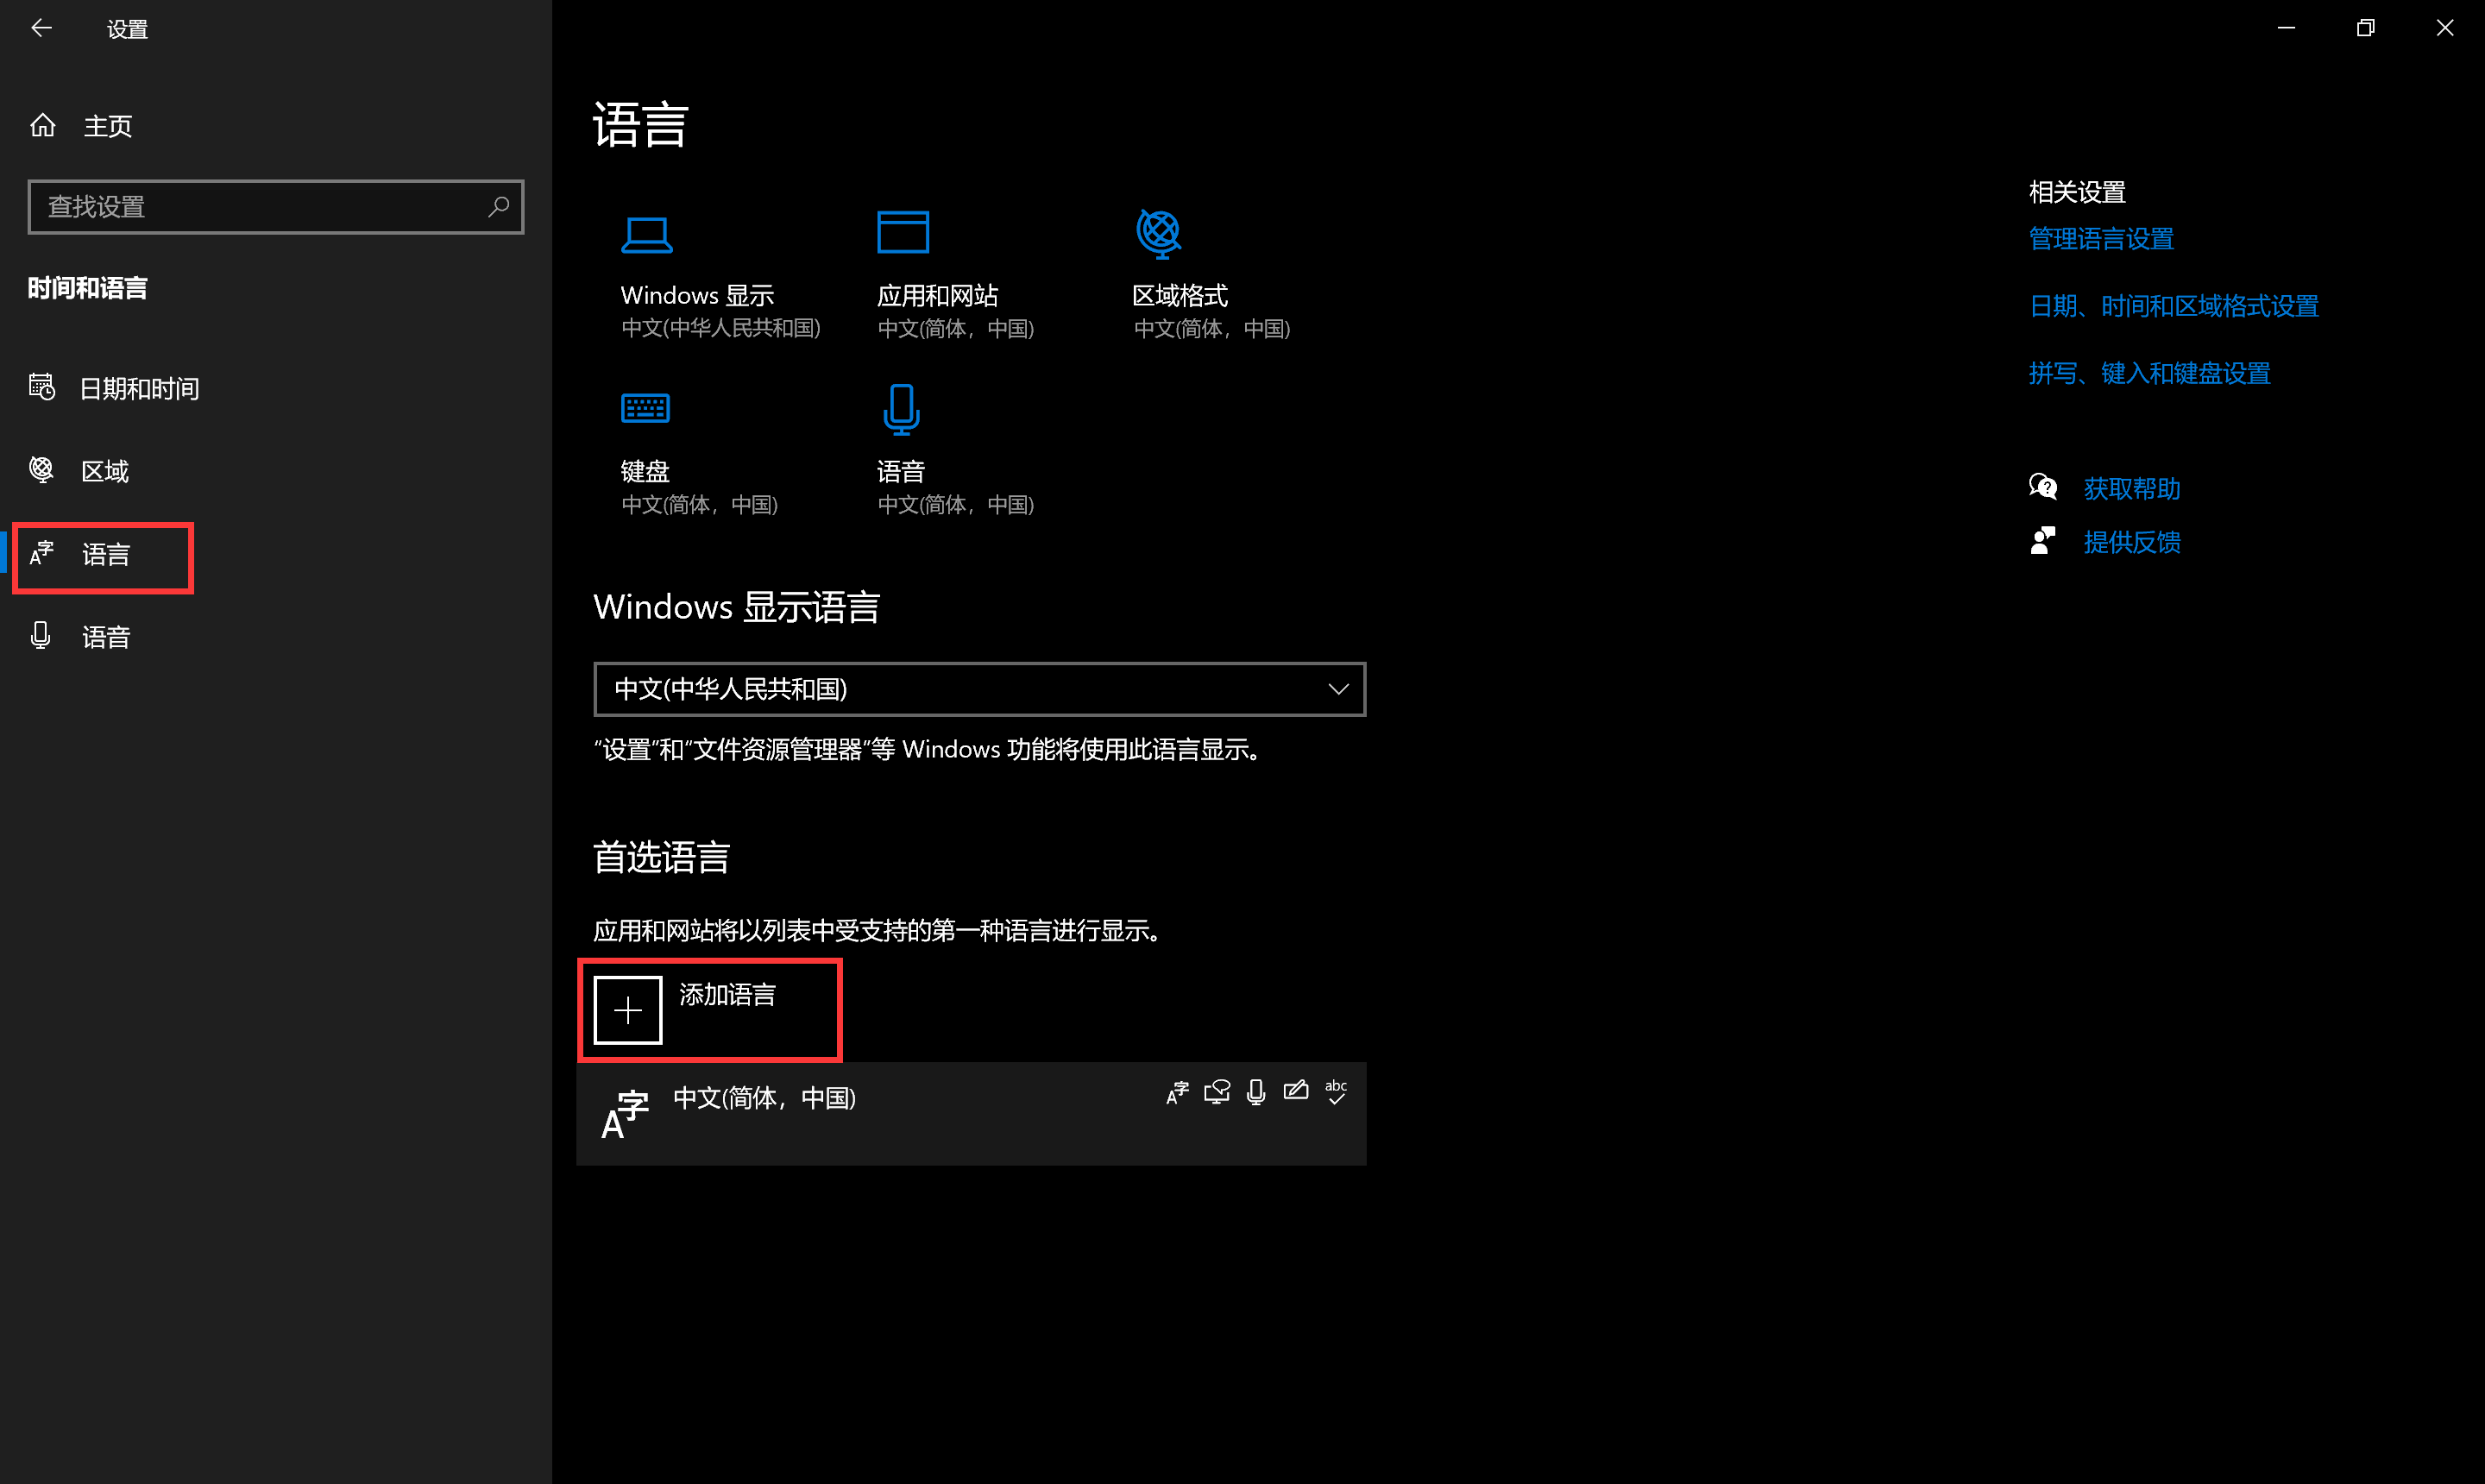 设置
主页
查找设置
时间和语言
日期和时间
区域
语言
语音
语言
Windows 显示
中文(中华人民共和国)
应用和网站
中文(简体，中国)
区域格式
中文(简体，中国)
键盘
中文(简体，中国)
语音
中文(简体，中国)
Windows 显示语言
中文(中华人民共和国)
“设置”和“文件资源管理器”等 Windows 功能将使用此语言显示。
首选语言
应用和网站将以列表中受支持的第一种语言进行显示。
添加语言
A字
中文(简体，中国)
A字
abc
相关设置
管理语言设置
日期、时间和区域格式设置
拼写、键入和键盘设置
获取帮助
提供反馈